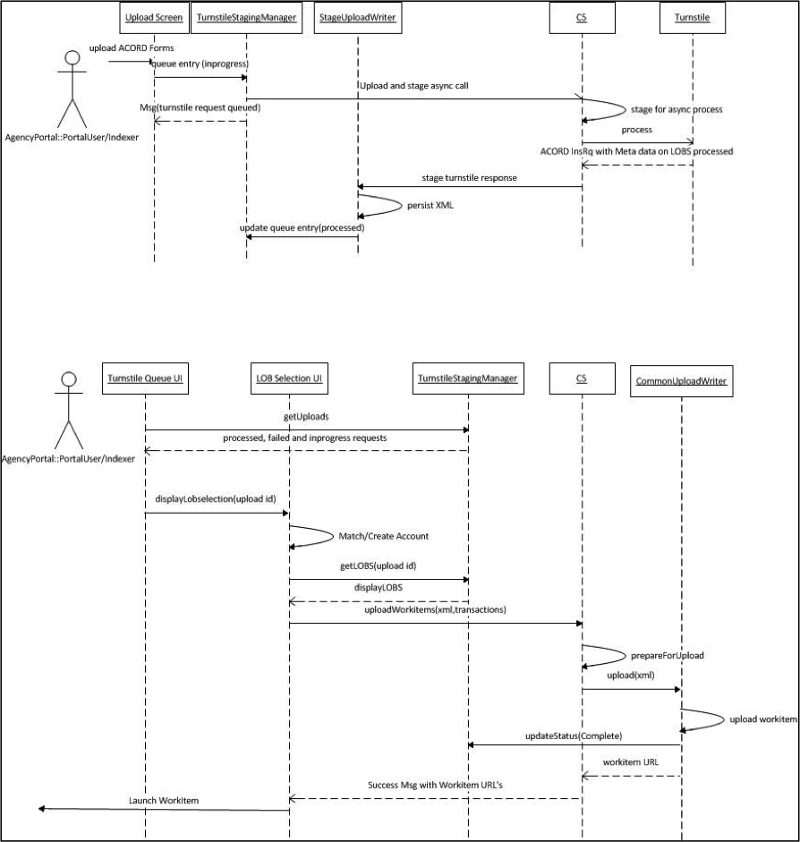 Upload Screen
TurnstileStagingManager
StageUploadWriter
CS
Turnstile
upload ACORD Forms
queue entry (inprogress)
Upload and stage async call
Msg(turnstile request queued)
stage for async process
AgencyPortal::PortalUser/Indexer
process
ACORD InsRq with Meta data on LOBS processed
stage turnstile response
persist XML
update queue entry(processed)
Turnstile Queue UI
LOB Selection UI
TurnstileStagingManager
CS
CommonUploadWriter
getUploads
processed, failed and inprogress requests
AgencyPortal::PortalUser/Indexer
displayLobselection(upload id)
Match/Create Account
getLOBS(upload id)
displayLOBS
uploadWorkitems(xml,transactions)
prepareForUpload
upload(xml)
upload workitem
updateStatus(Complete)
workitem URL
Success Msg with Workitem URL's
Launch WorkItem